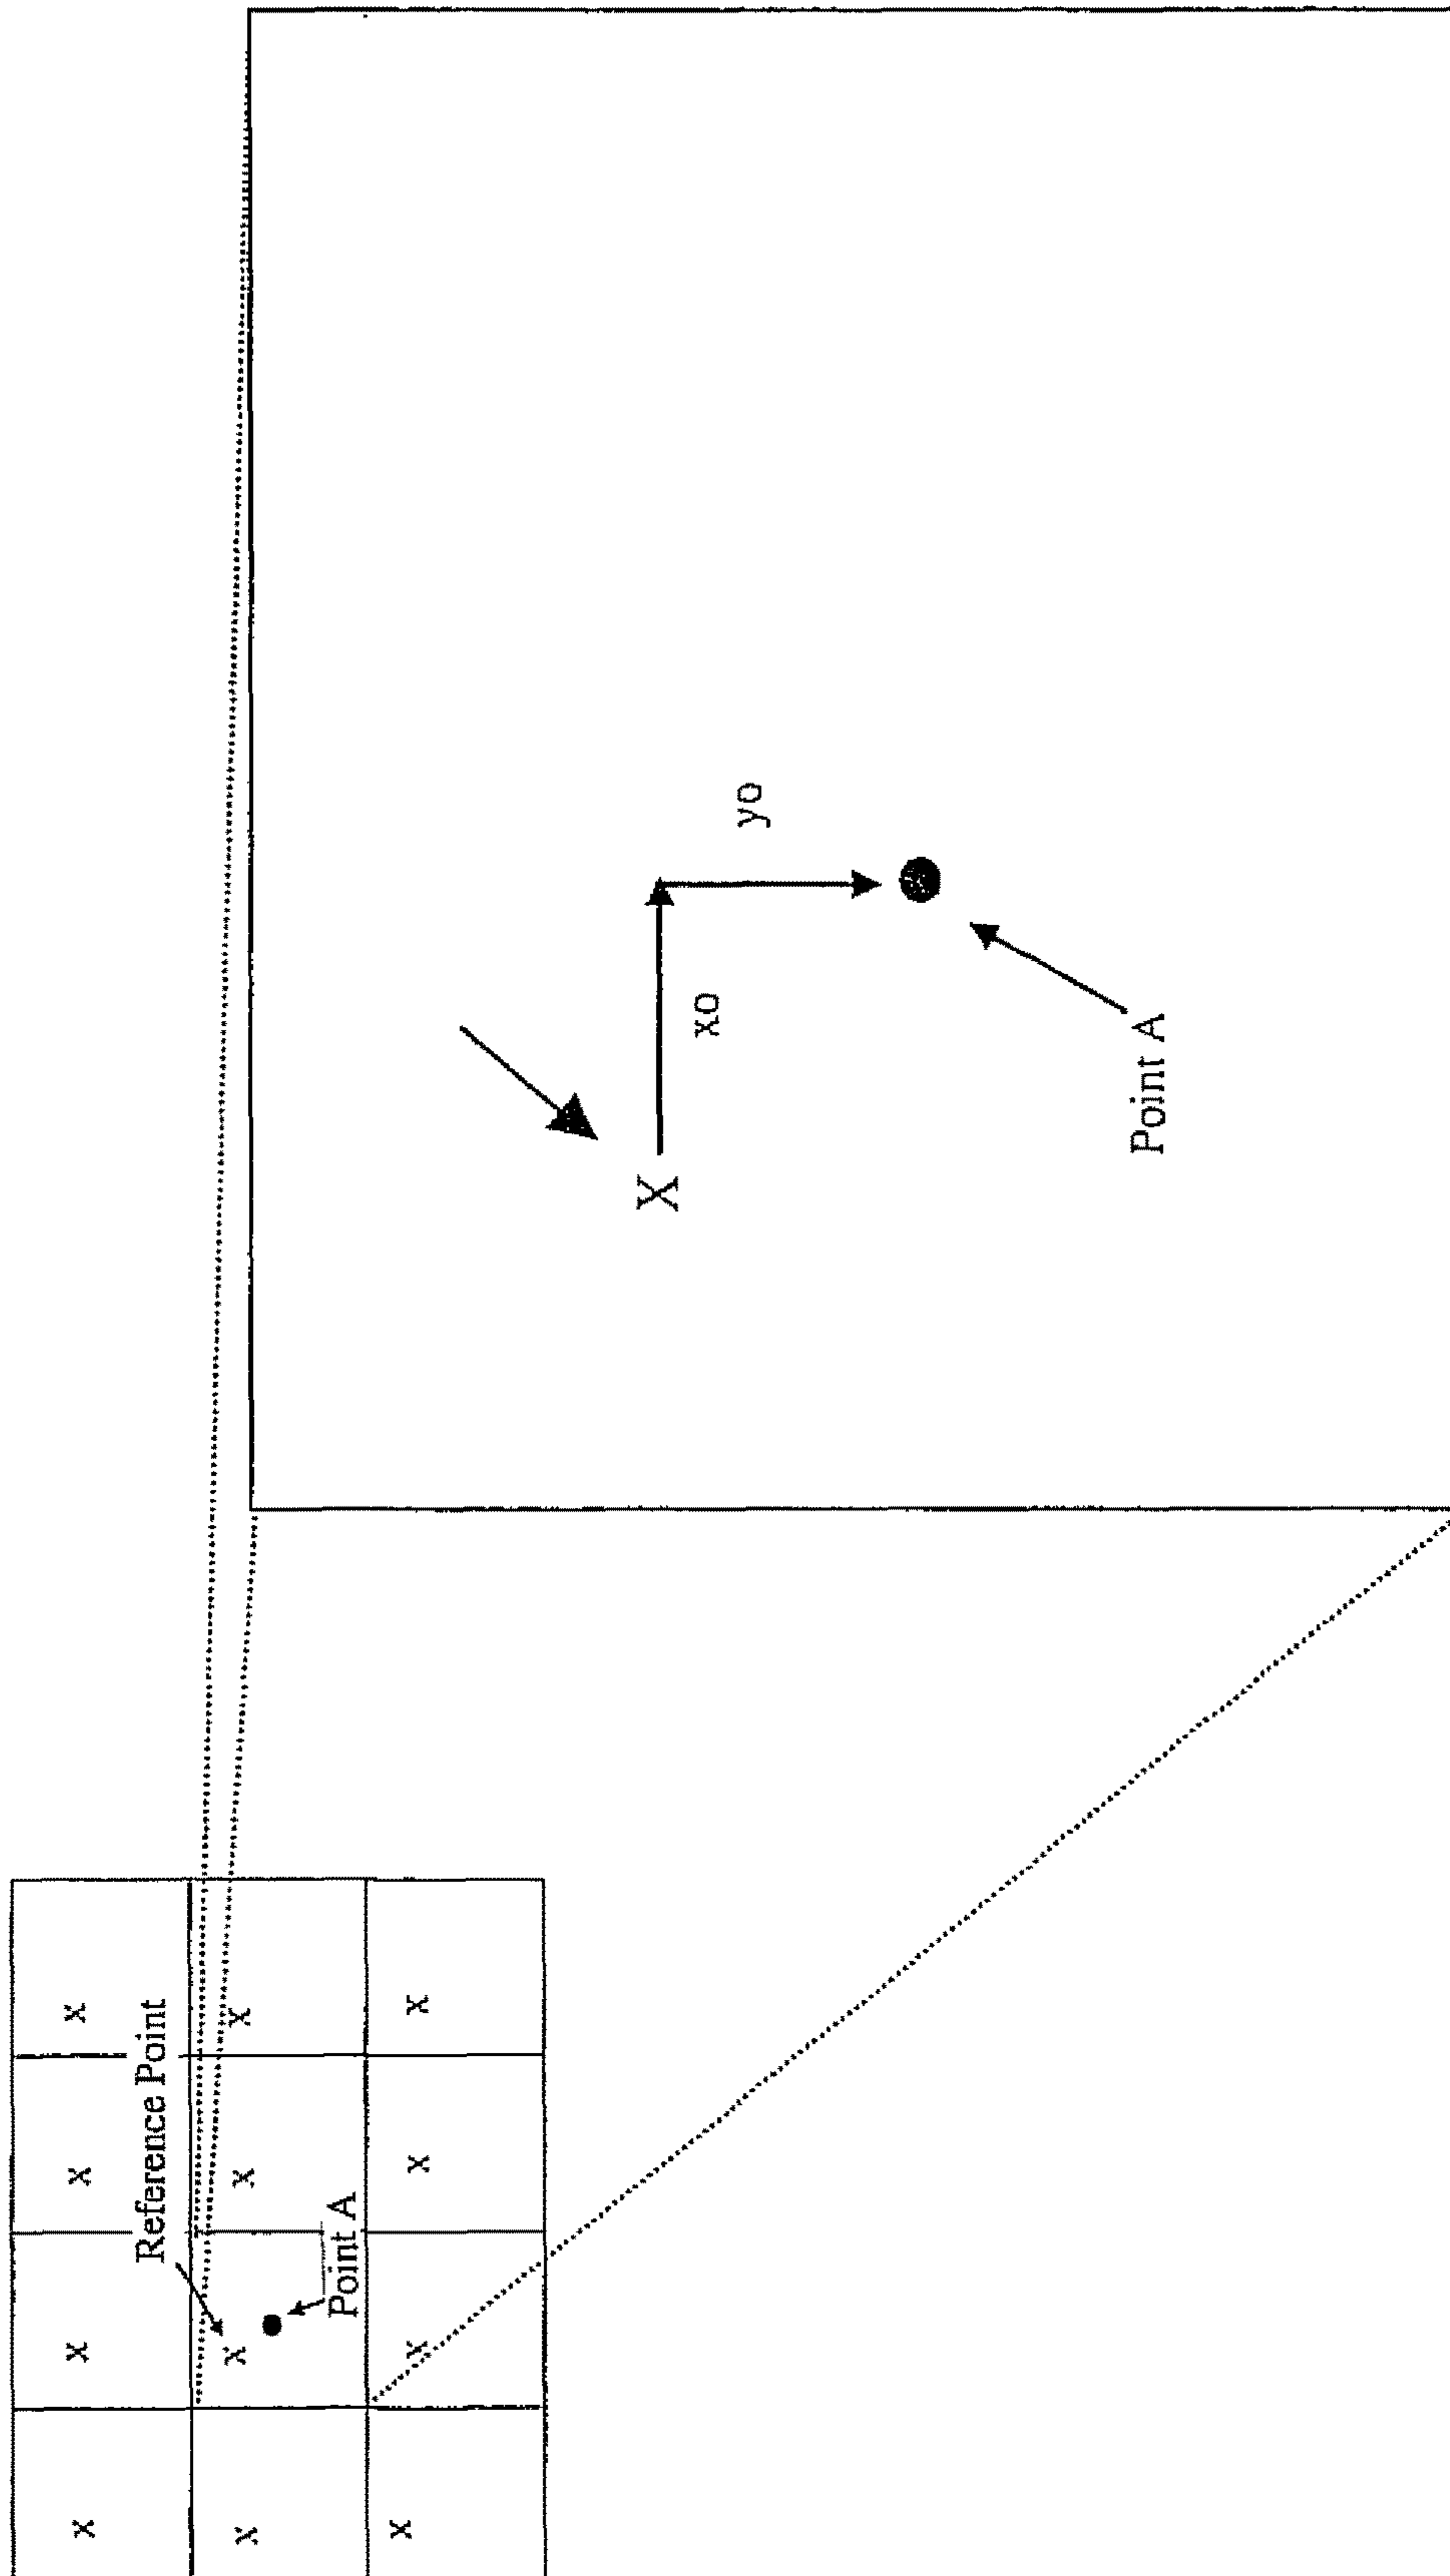 x x x x
Reference Point
x x x x
Point A
x x x x
X
xo
yo
Point A